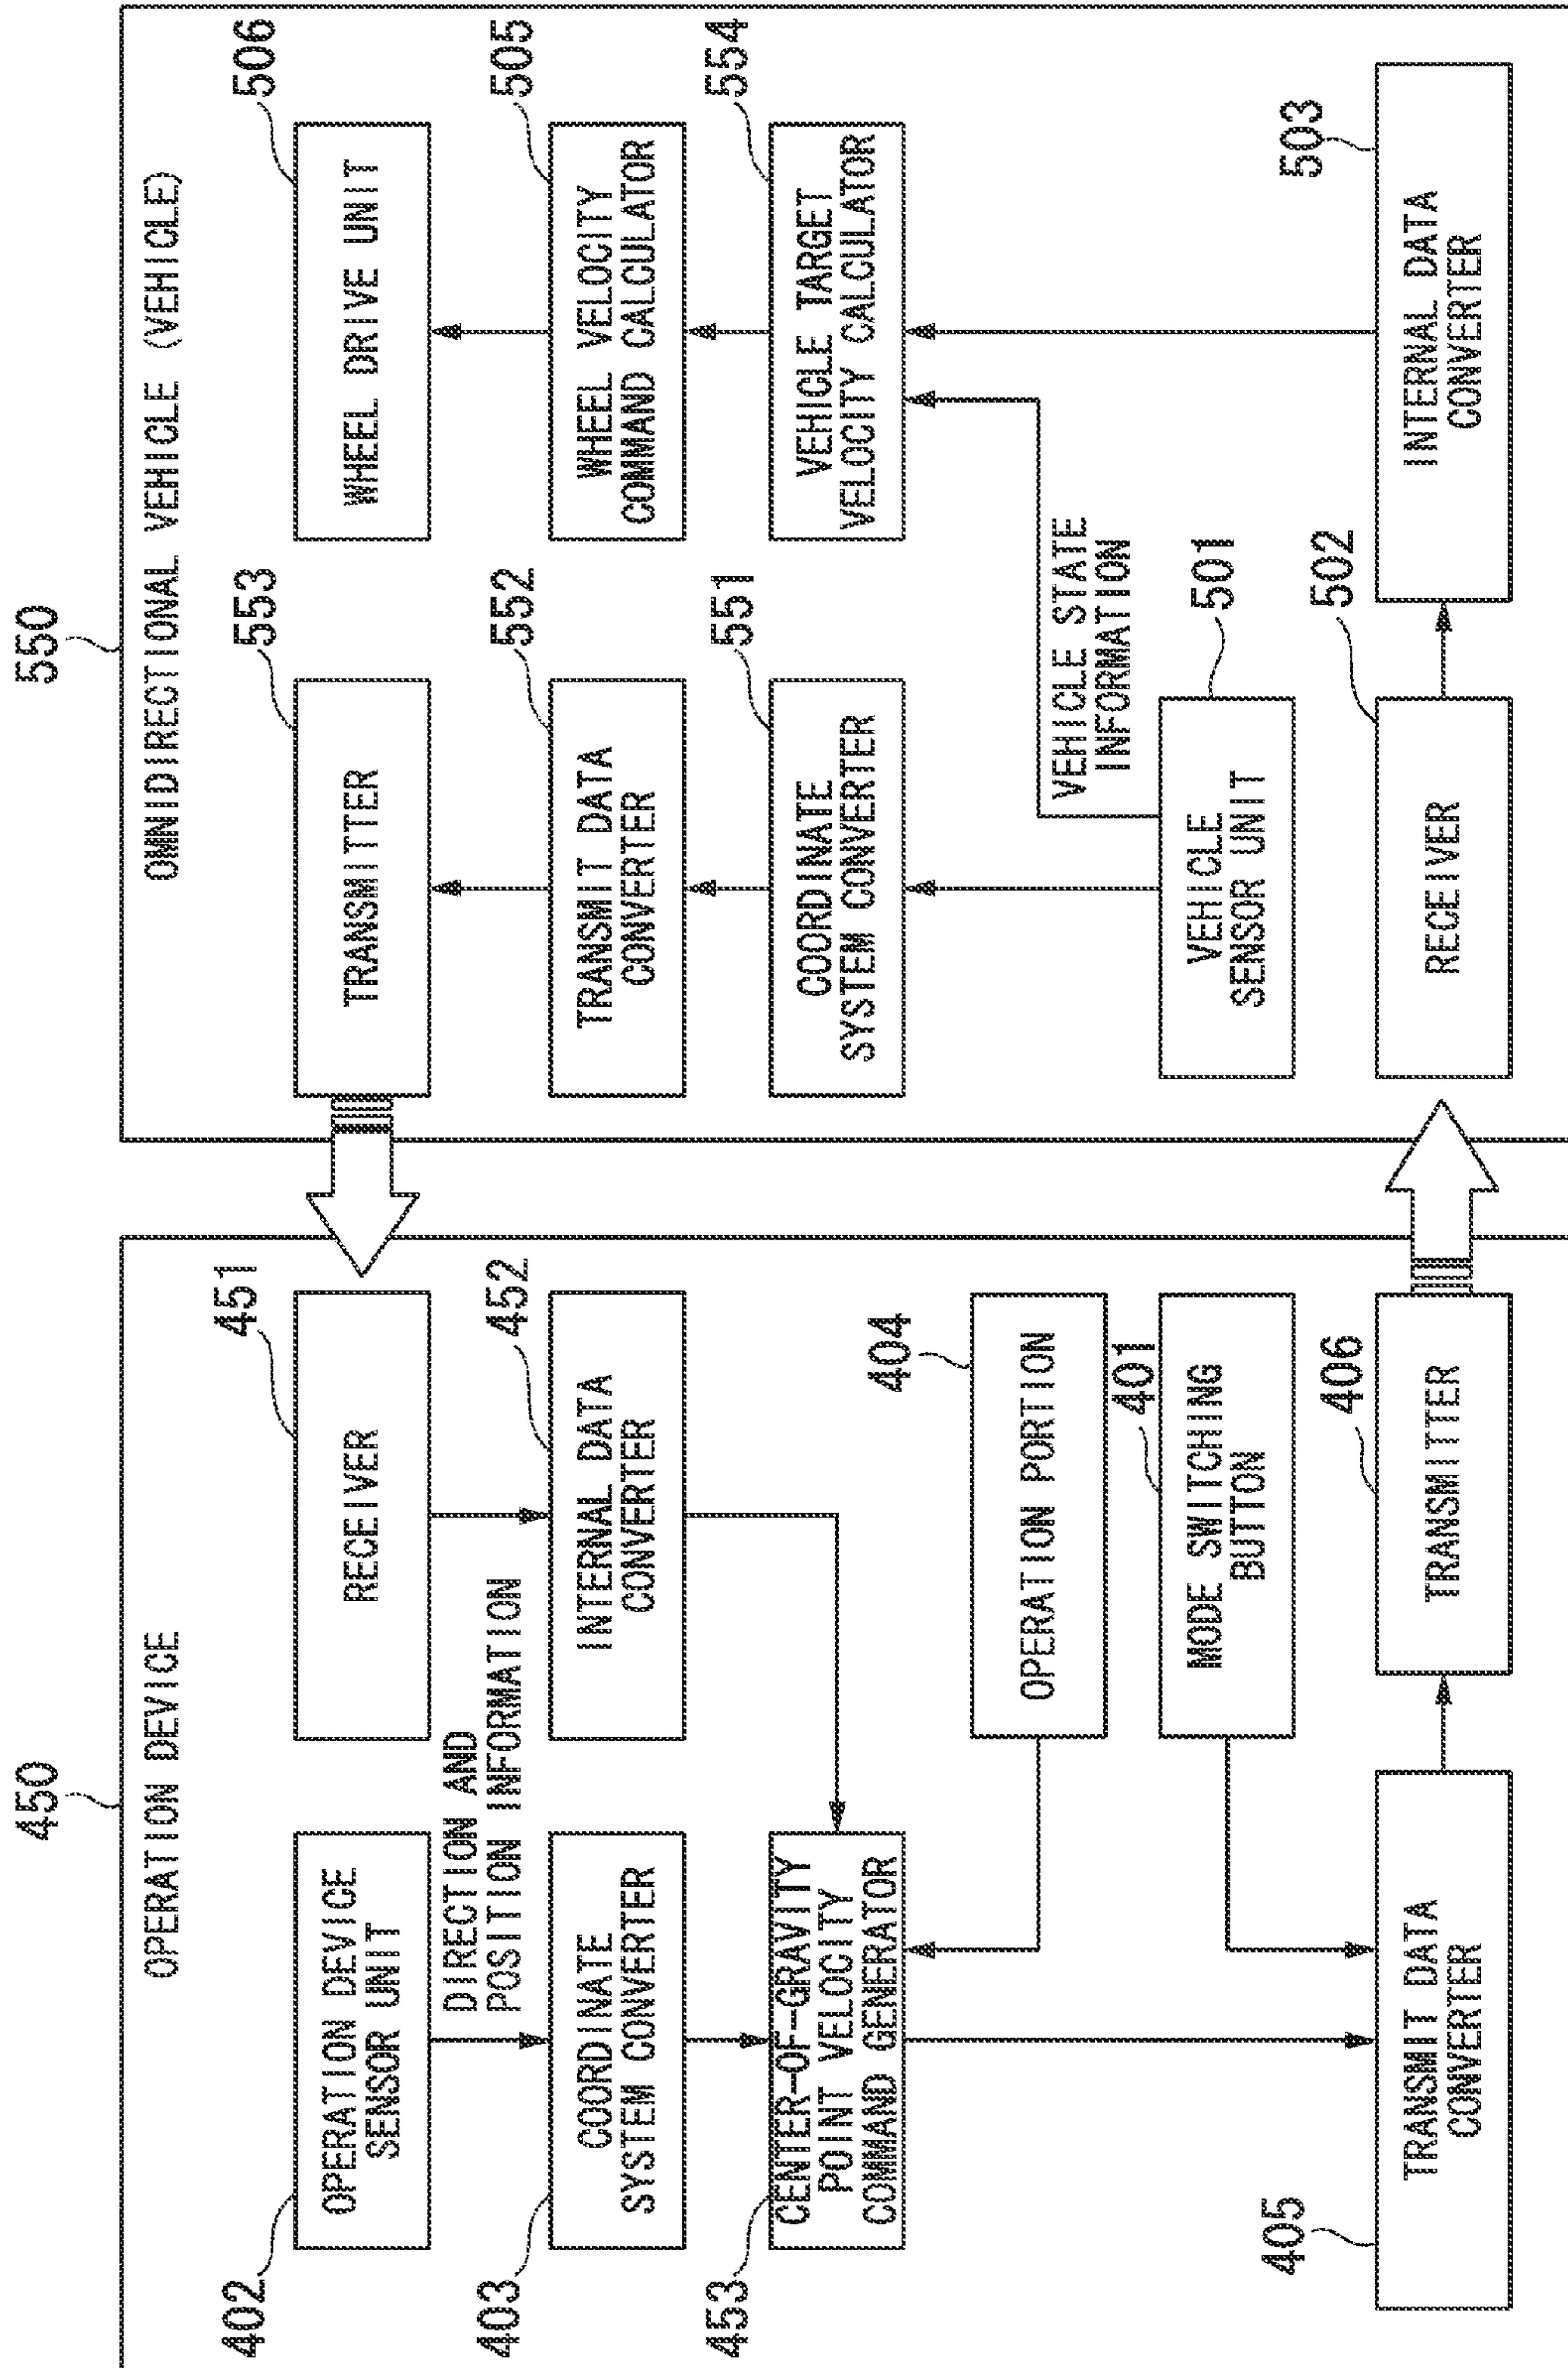 450
OPERATION DEVICE
402
OPERATION DEVICE
SENSOR UNIT
451
RECEIVER
DIRECTION AND
POSITION INFORMATION
403
COORDINATE
SYSTEM CONVERTER
452
INTERNAL DATA
CONVERTER
453
CENTER-OF-GRAVITY
POINT VELOCITY
COMMAND GENERATOR
404
OPERATION PORTION
401
MODE SWITCHING
BUTTON
405
TRANSMIT DATA
CONVERTER
406
TRANSMITTER
550
OMNIDIRECTIONAL VEHICLE (VEHICLE)
553
TRANSMITTER
506
WHEEL DRIVE UNIT
552
TRANSMIT DATA
CONVERTER
505
WHEEL VELOCITY
COMMAND CALCULATOR
551
COORDINATE
SYSTEM CONVERTER
554
VEHICLE TARGET
VELOCITY CALCULATOR
VEHICLE STATE
INFORMATION
501
VEHICLE
SENSOR UNIT
502
RECEIVER
503
INTERNAL DATA
CONVERTER